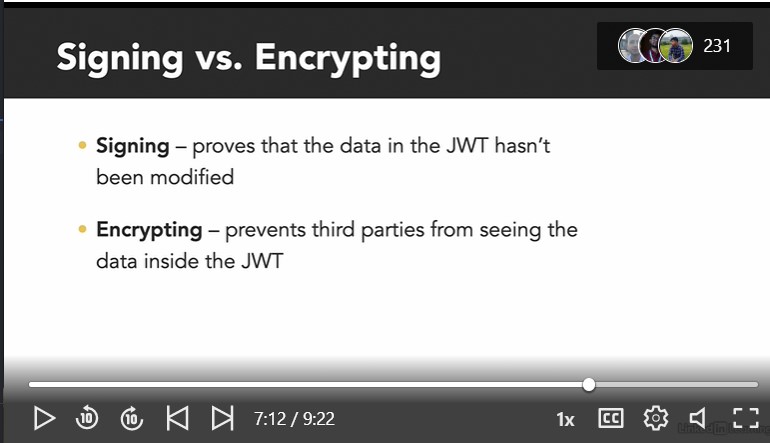 Signing vs. Encrypting
231
• Signing – proves that the data in the JWT hasn't
been modified
• Encrypting – prevents third parties from seeing the
data inside the JWT
10
10
7:12 / 9:22
1x
CC